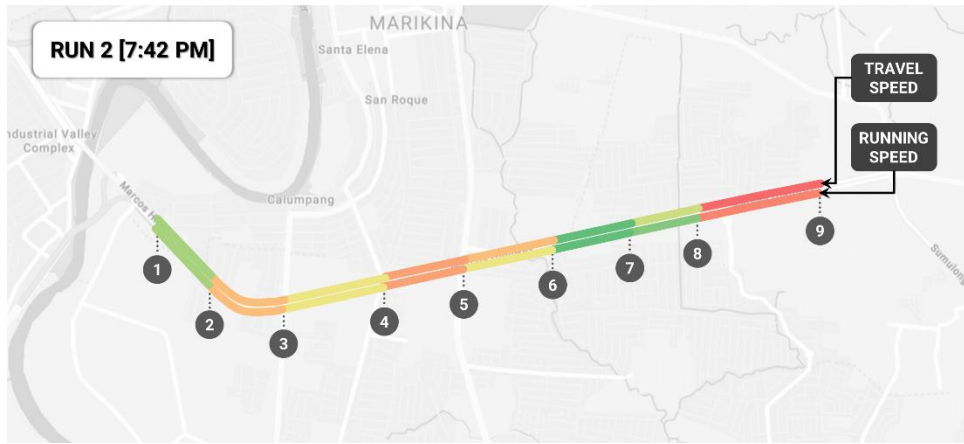 RUN 2 [7:42 PM]
MARIKINA
Santa Elena
San Roque
Industrial Valley
Complex
Marcos H
Calumpang
TRAVEL
SPEED
RUNNING
SPEED
1
2
3
4
5
6
7
8
9
Sumulong